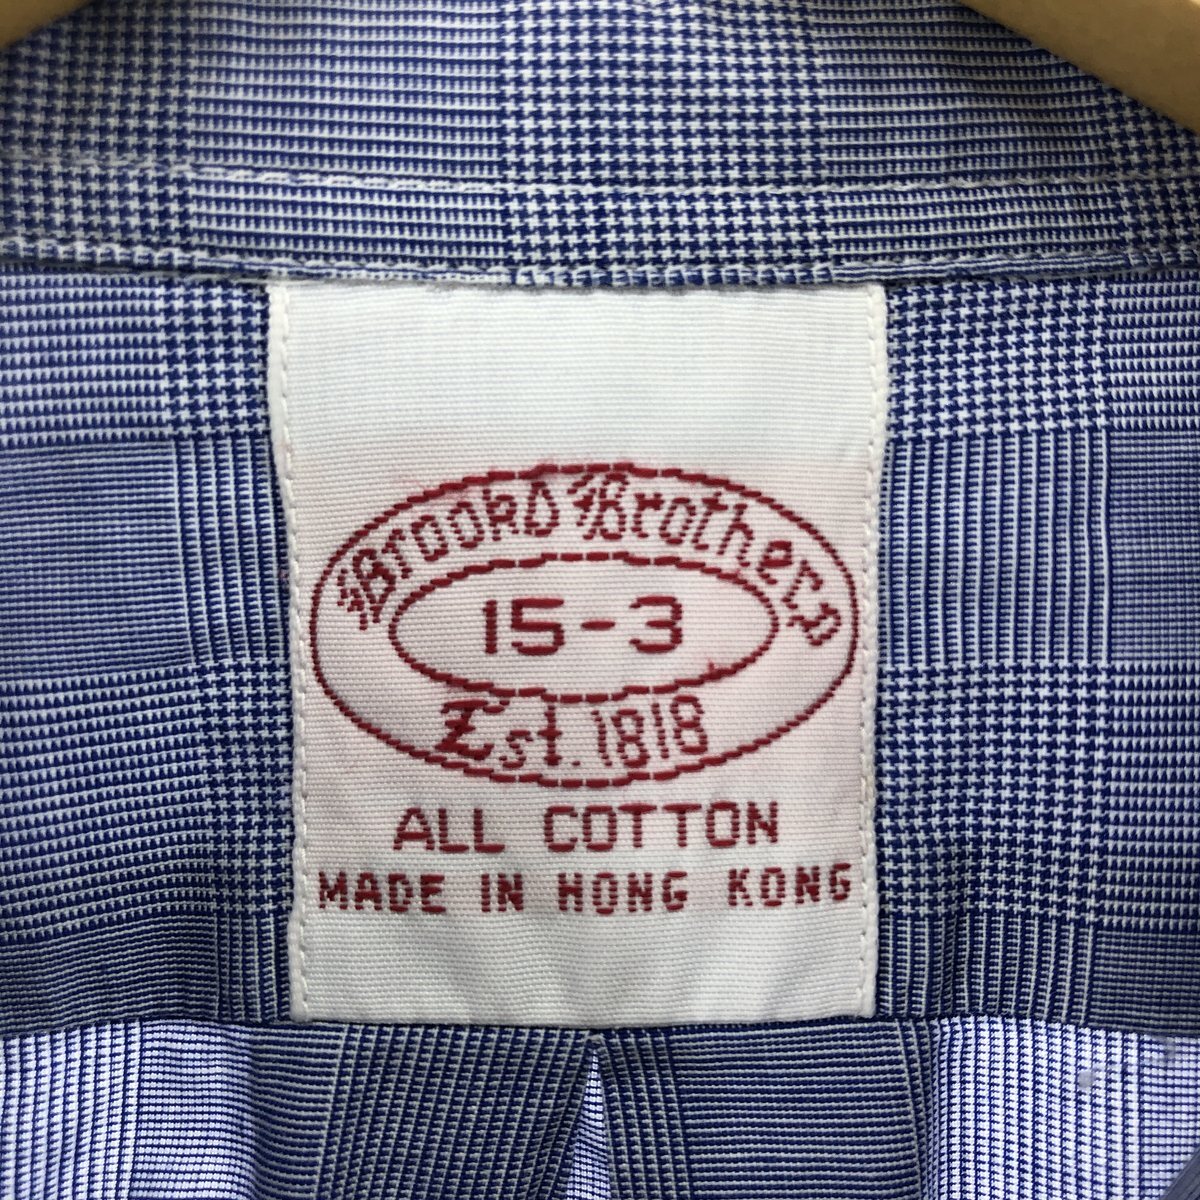 Brooks Brothers
15-3
Est. 1818
ALL COTTON
MADE IN HONG KONG